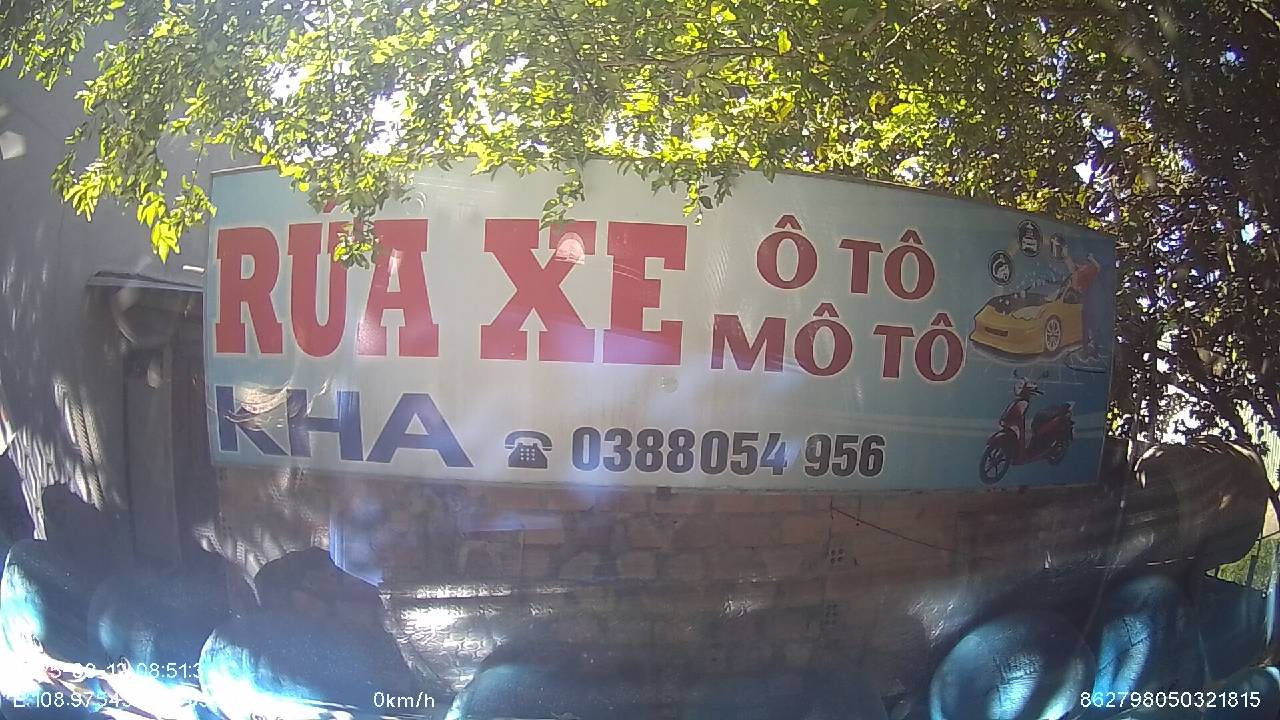 RỬA XE
Ô TÔ
MÔ TÔ
KHA
0388054 956
0km/h
862798050321815